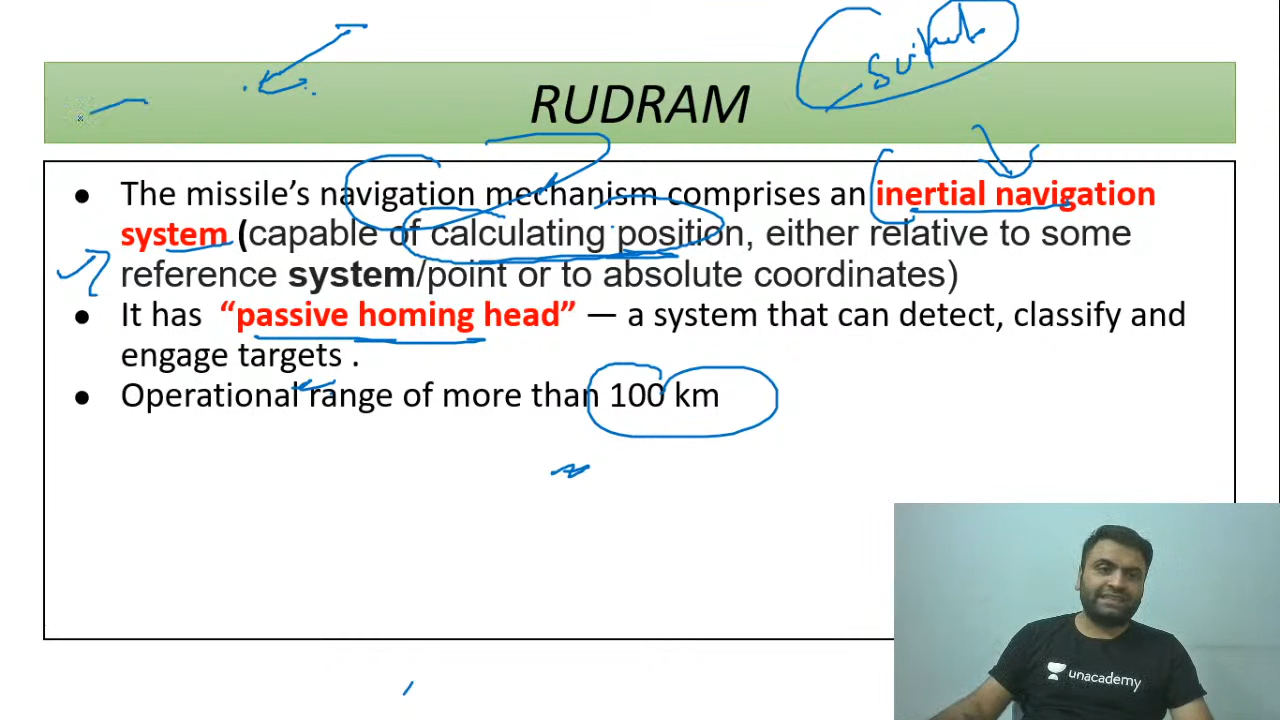 RUDRAM
● The missile's navigation mechanism comprises an inertial navigation
system (capable of calculating position, either relative to some
reference system/point or to absolute coordinates)
● It has “passive homing head” — a system that can detect, classify and
engage targets .
● Operational range of more than 100 km
unacademy